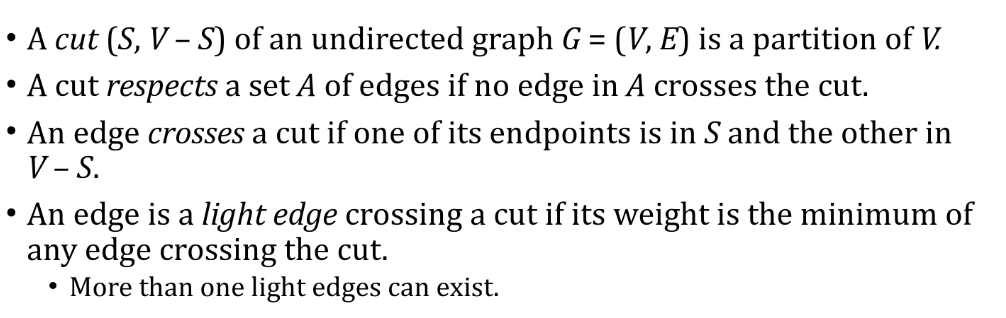 • A cut (S, V – S) of an undirected graph G = (V, E) is a partition of V.
• A cut respects a set A of edges if no edge in A crosses the cut.
• An edge crosses a cut if one of its endpoints is in S and the other in
V – S.
• An edge is a light edge crossing a cut if its weight is the minimum of
any edge crossing the cut.
• More than one light edges can exist.